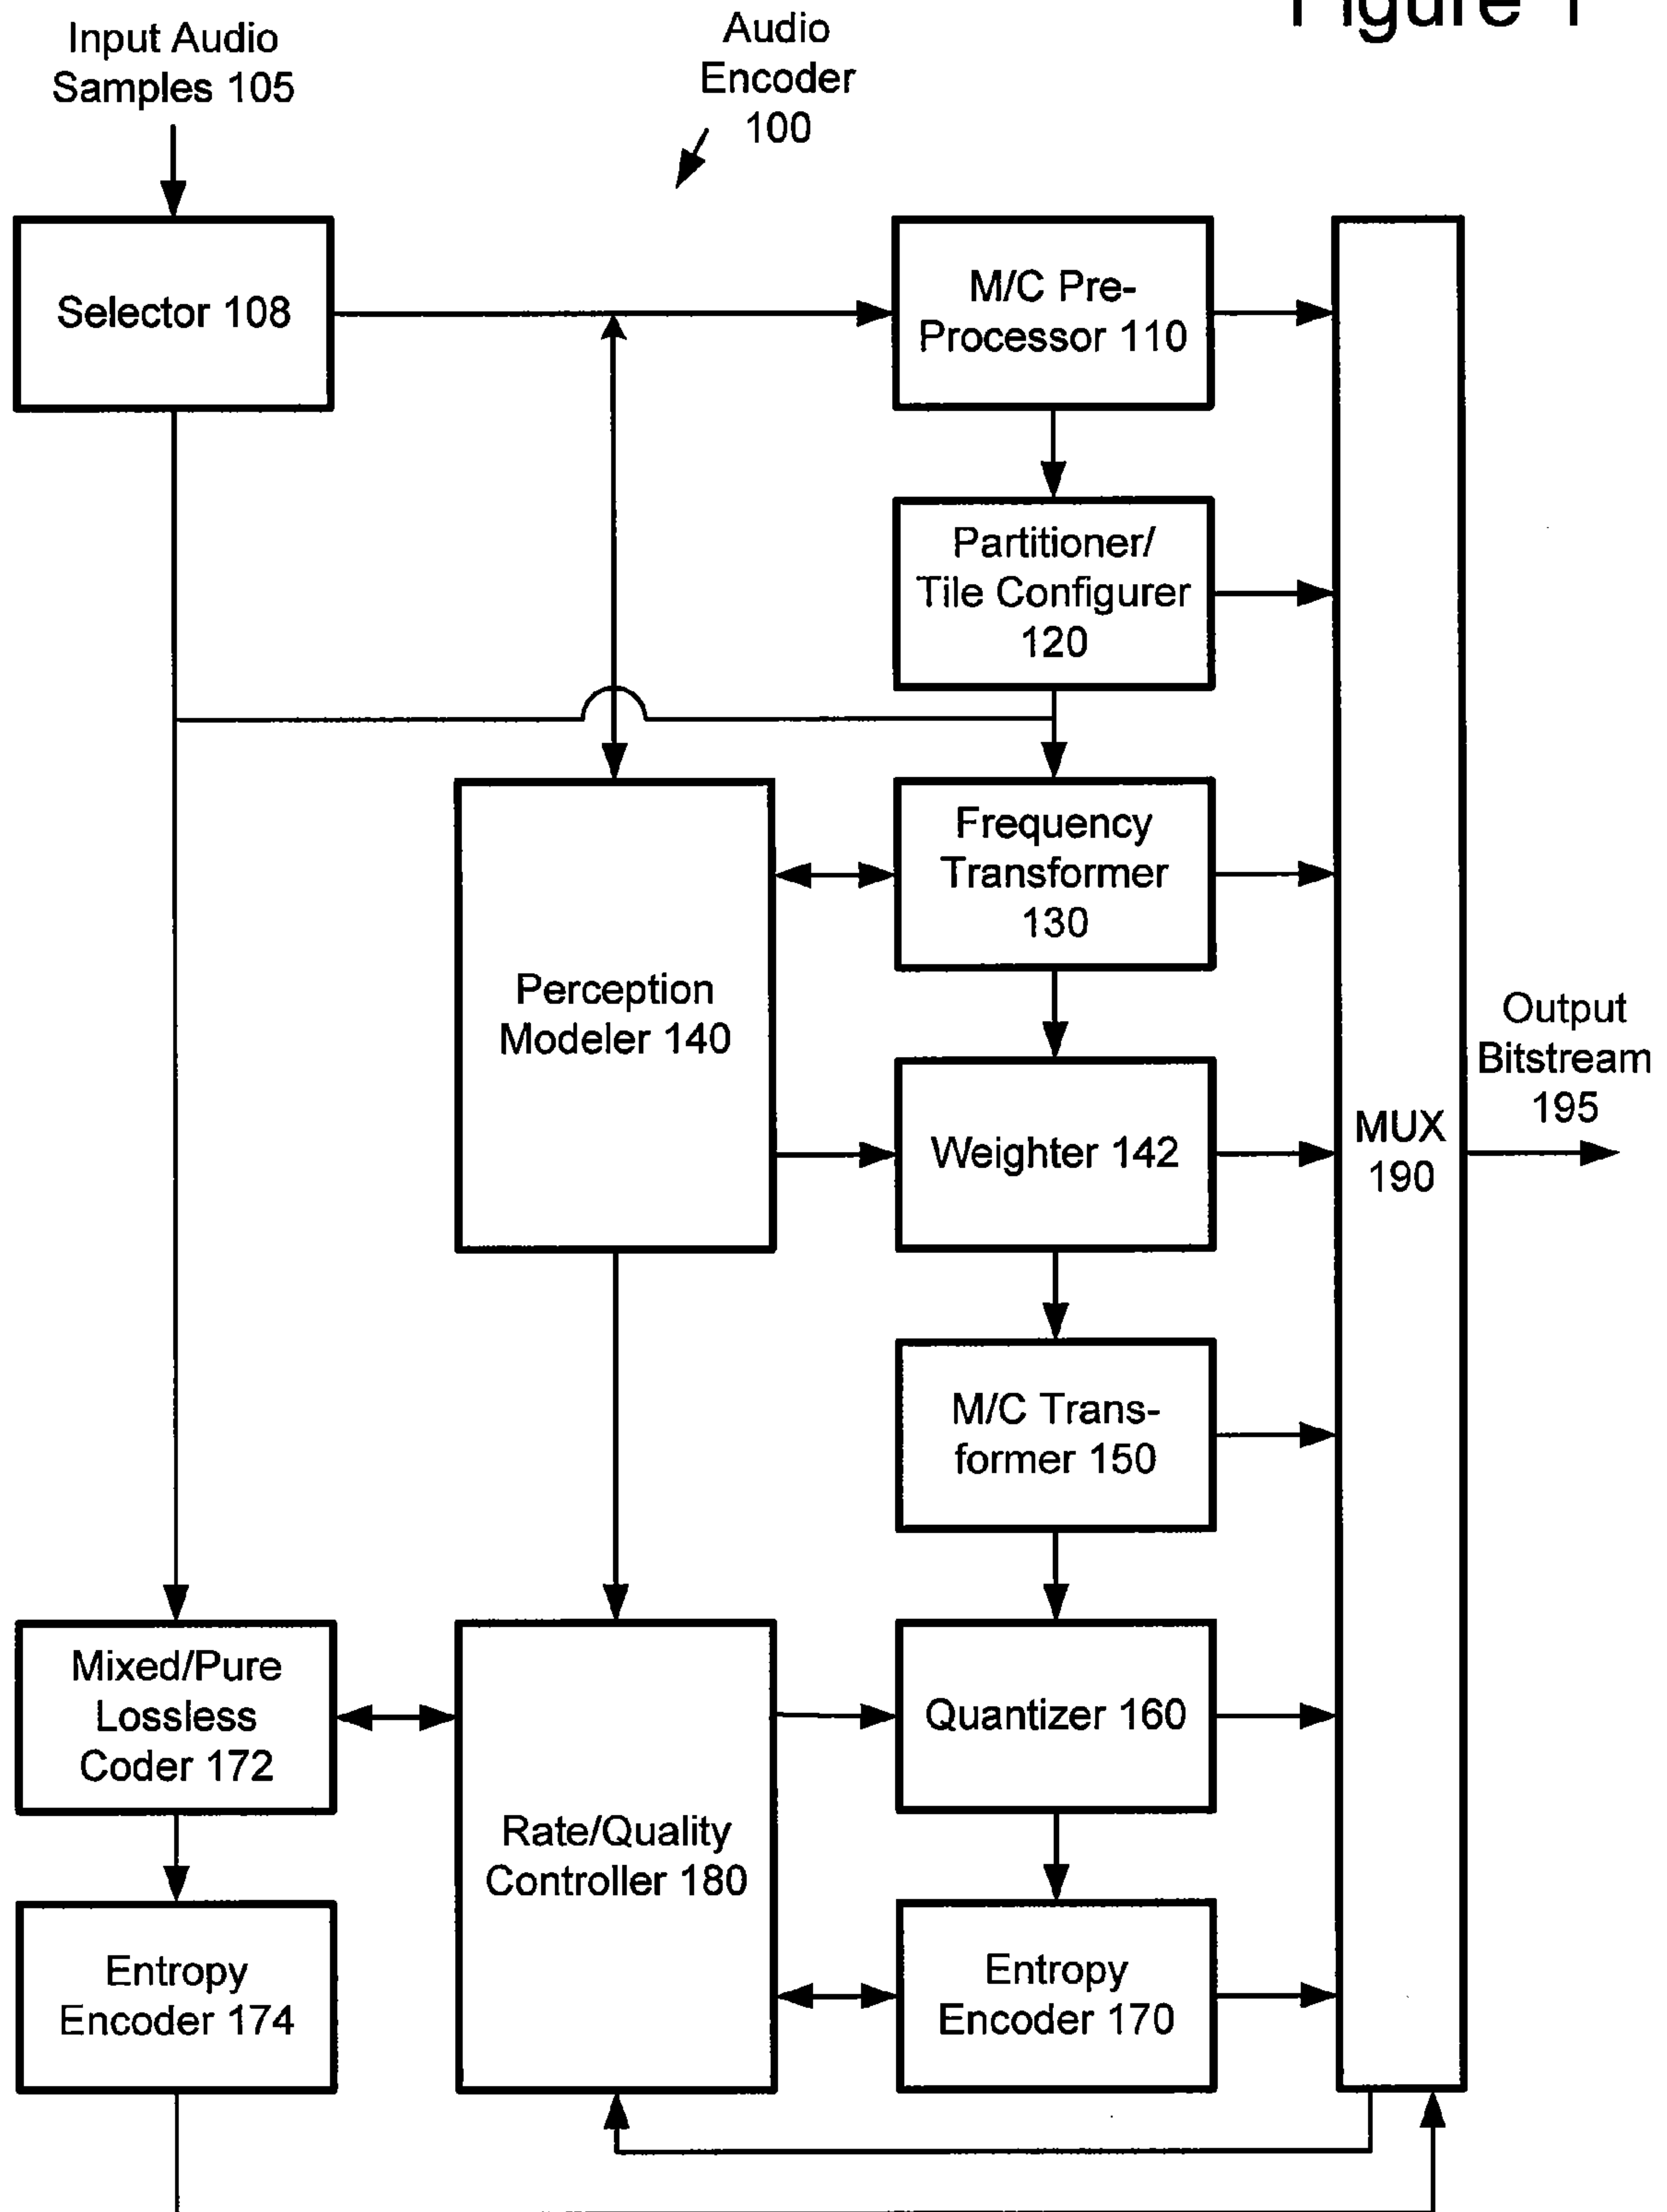 Figure 1
Input Audio
Samples 105
Audio
Encoder
100
Selector 108
M/C Pre-
Processor 110
Partitioner/
Tile Configurer
120
Frequency
Transformer
130
Perception
Modeler 140
Output
Bitstream
195
Weighter 142
MUX
190
M/C Trans-
former 150
Mixed/Pure
Lossless
Coder 172
Quantizer 160
Rate/Quality
Controller 180
Entropy
Encoder 174
Entropy
Encoder 170